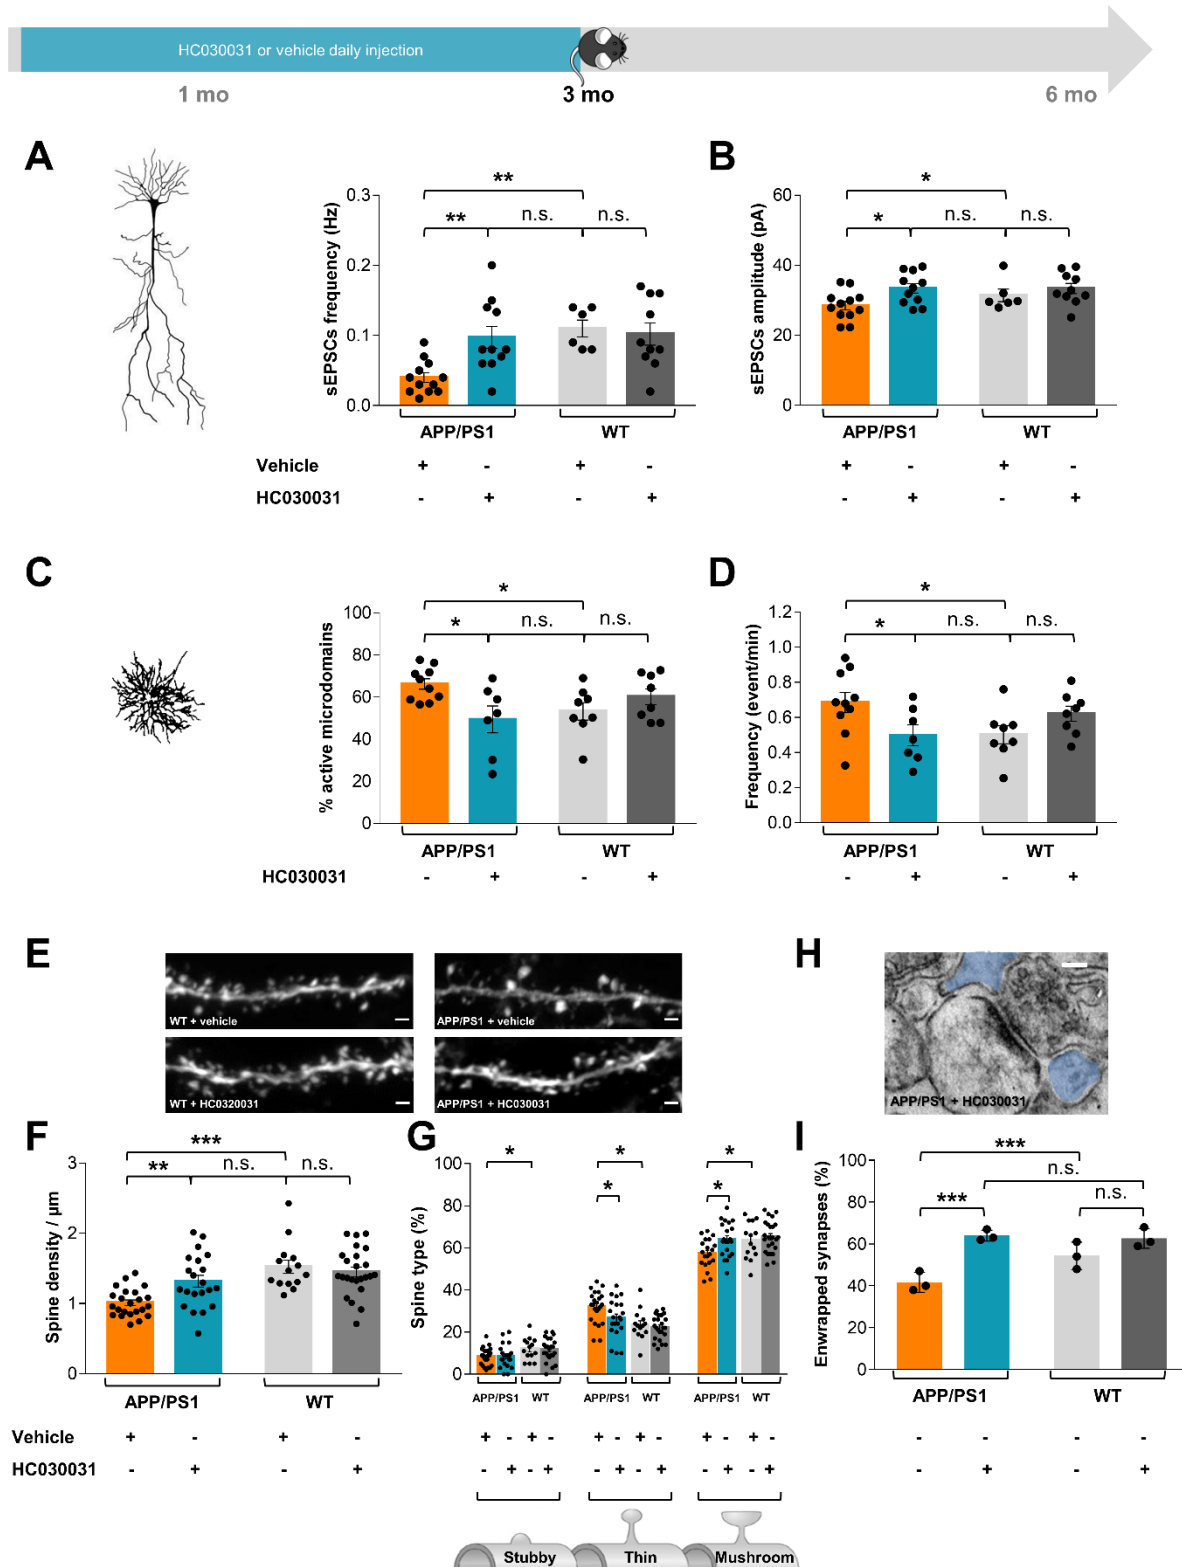 HC030031 or vehicle daily injection
1 mo
3 mo
6 mo
A
sEPSCs frequency (Hz)
0.3
0.2
0.1
0.0
**
**
n.s.
n.s.
APP/PS1
WT
B
sEPSCs amplitude (pA)
60
40
20
0
*
*
n.s.
n.s.
APP/PS1
WT
Vehicle
+
-
+
-
+
-
+
-
HC030031
-
+
-
+
-
+
-
+
C
% active microdomains
100
80
60
40
20
0
*
*
n.s.
n.s.
APP/PS1
WT
D
Frequency (event/min)
1.2
1.0
0.8
0.6
0.4
0.2
0.0
*
*
n.s.
n.s.
APP/PS1
WT
HC030031
-
+
-
+
-
+
-
+
E
WT + vehicle
APP/PS1 + vehicle
WT + HC0320031
APP/PS1 + HC030031
H
APP/PS1 + HC030031
F
Spine density / µm
3
2
1
0
***
**
n.s.
n.s.
APP/PS1
WT
G
Spine type (%)
100
80
60
40
20
0
*
*
*
*
*
APP/PS1
WT
APP/PS1
WT
APP/PS1
WT
I
Enwrapped synapses (%)
100
80
60
40
20
0
***
n.s.
***
n.s.
APP/PS1
WT
Vehicle
+
-
+
-
+
-
+
-
+
-
+
-
+
-
+
-
-
-
-
-
HC030031
-
+
-
+
-
+
-
+
-
+
-
+
-
+
-
+
-
+
-
+
Stubby
Thin
Mushroom